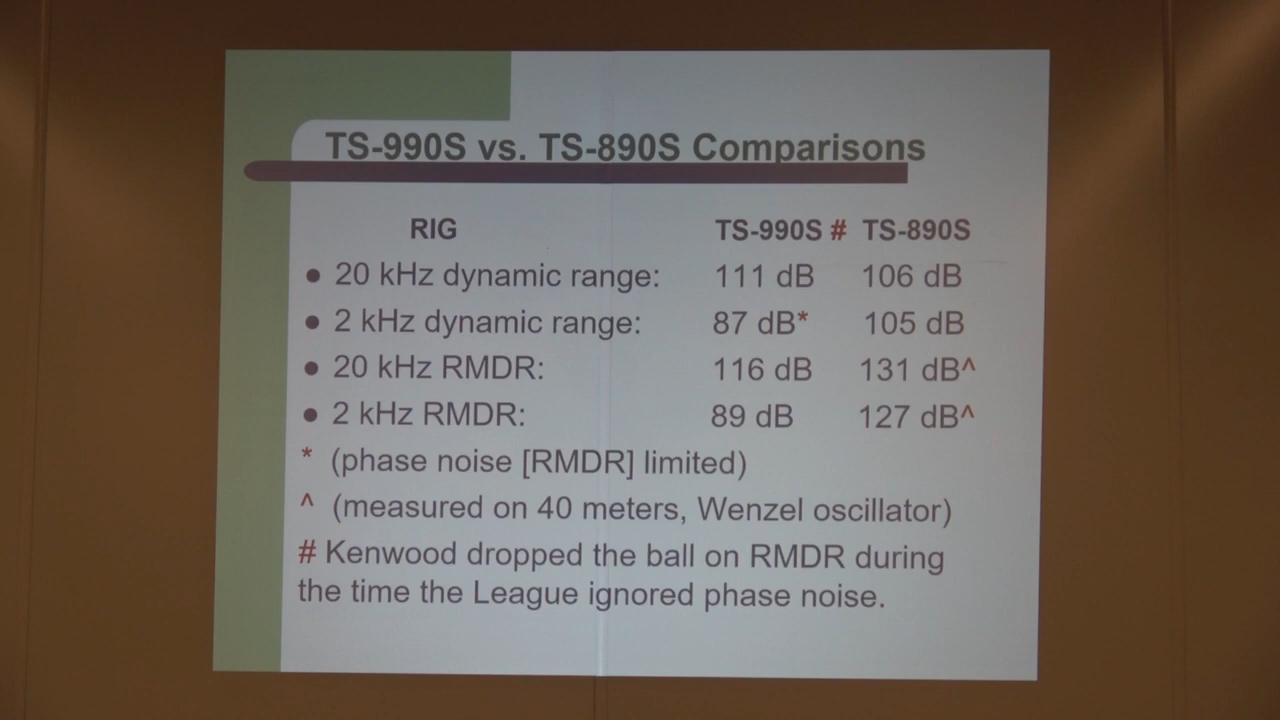 TS-990S vs. TS-890S Comparisons
RIG TS-990S # TS-890S
● 20 kHz dynamic range: 111 dB 106 dB
● 2 kHz dynamic range: 87 dB* 105 dB
● 20 kHz RMDR: 116 dB 131 dB^
● 2 kHz RMDR: 89 dB 127 dB^
* (phase noise [RMDR] limited)
^ (measured on 40 meters, Wenzel oscillator)
# Kenwood dropped the ball on RMDR during
the time the League ignored phase noise.